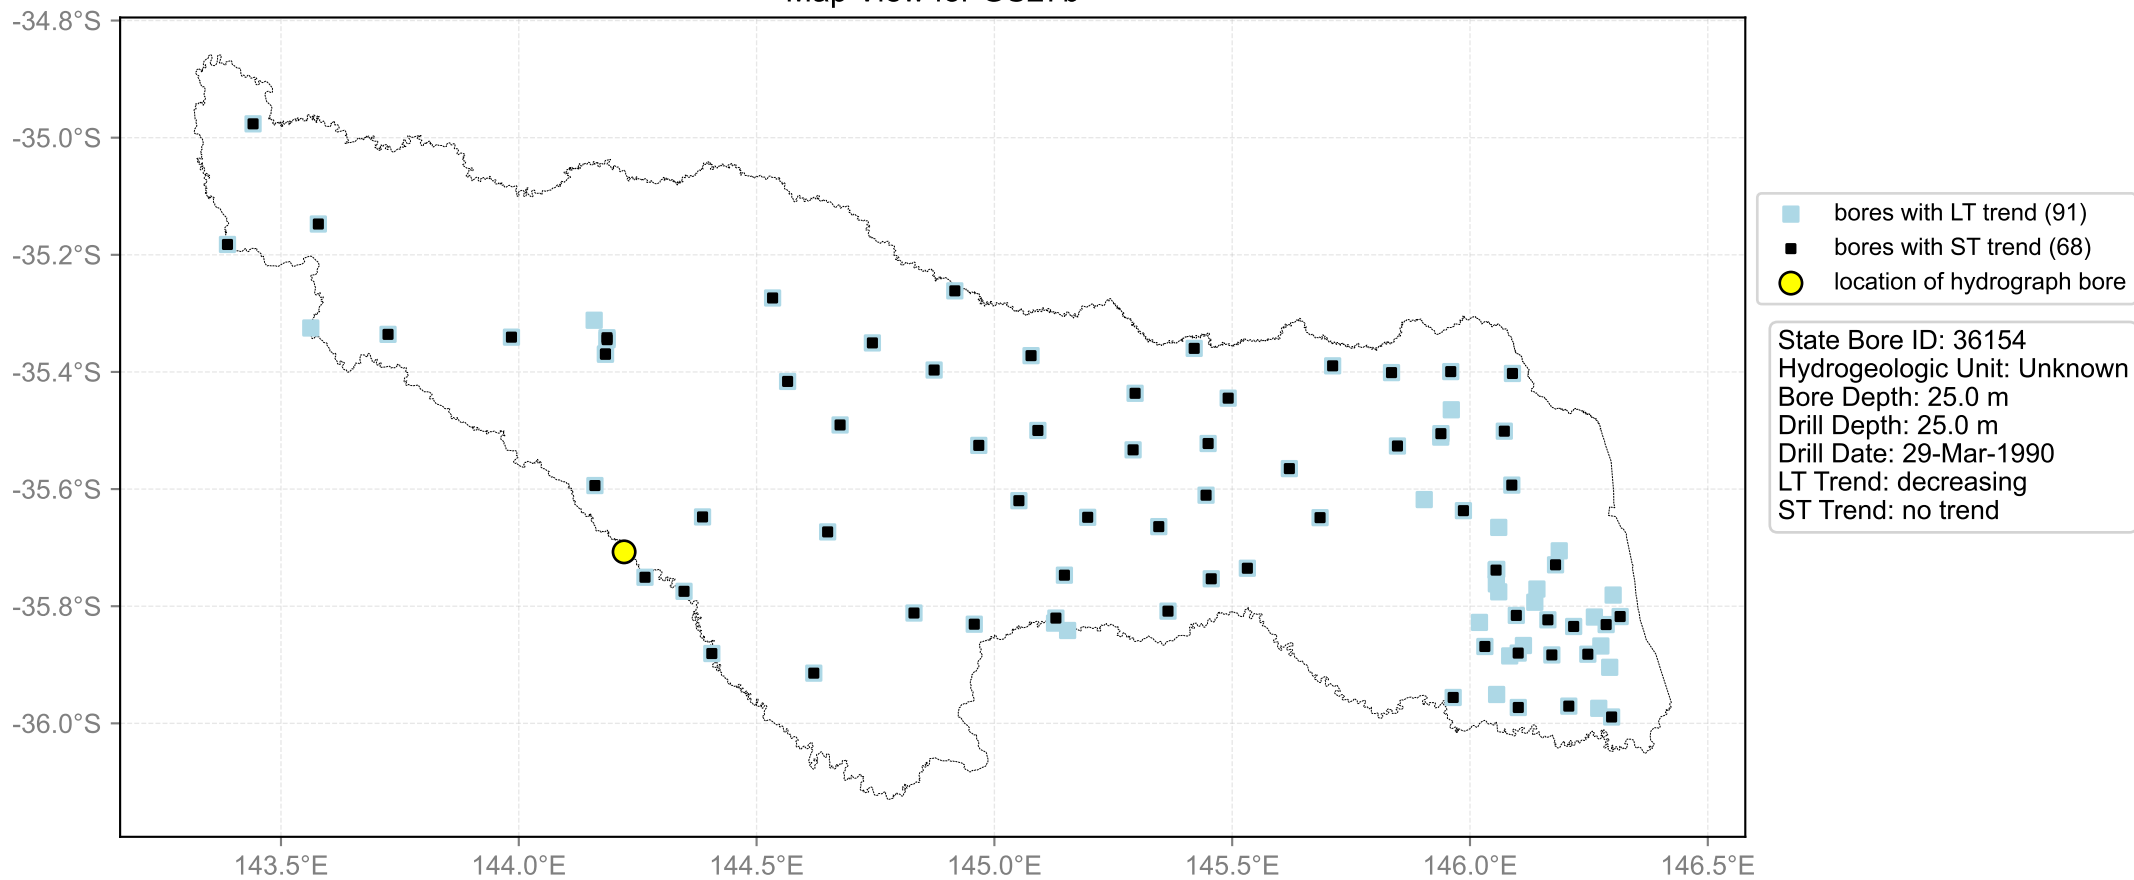 -34.8°S
-35.0°S
-35.2°S
-35.4°S
-35.6°S
-35.8°S
-36.0°S
143.5°E
144.0°E
144.5°E
145.0°E
145.5°E
146.0°E
146.5°E
bores with LT trend (91)
bores with ST trend (68)
location of hydrograph bore
State Bore ID: 36154
Hydrogeologic Unit: Unknown
Bore Depth: 25.0 m
Drill Depth: 25.0 m
Drill Date: 29-Mar-1990
LT Trend: decreasing
ST Trend: no trend